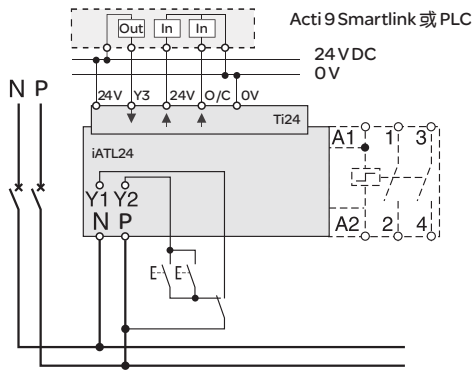 Acti 9 Smartlink 或 PLC
Out In In
24 V DC
0 V
N P
24V Y3 24V O/C 0V
Ti24
iATL24
A1 1 3
Y1 Y2
N P
A2 2 4
E E